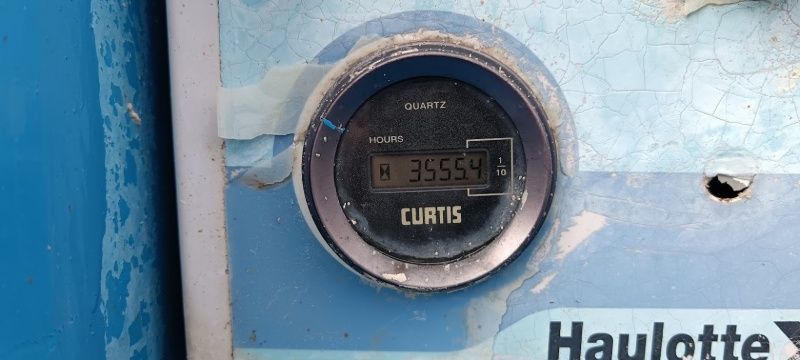 QUARTZ
HOURS
3555.4
1/10
CURTIS
Haulotte